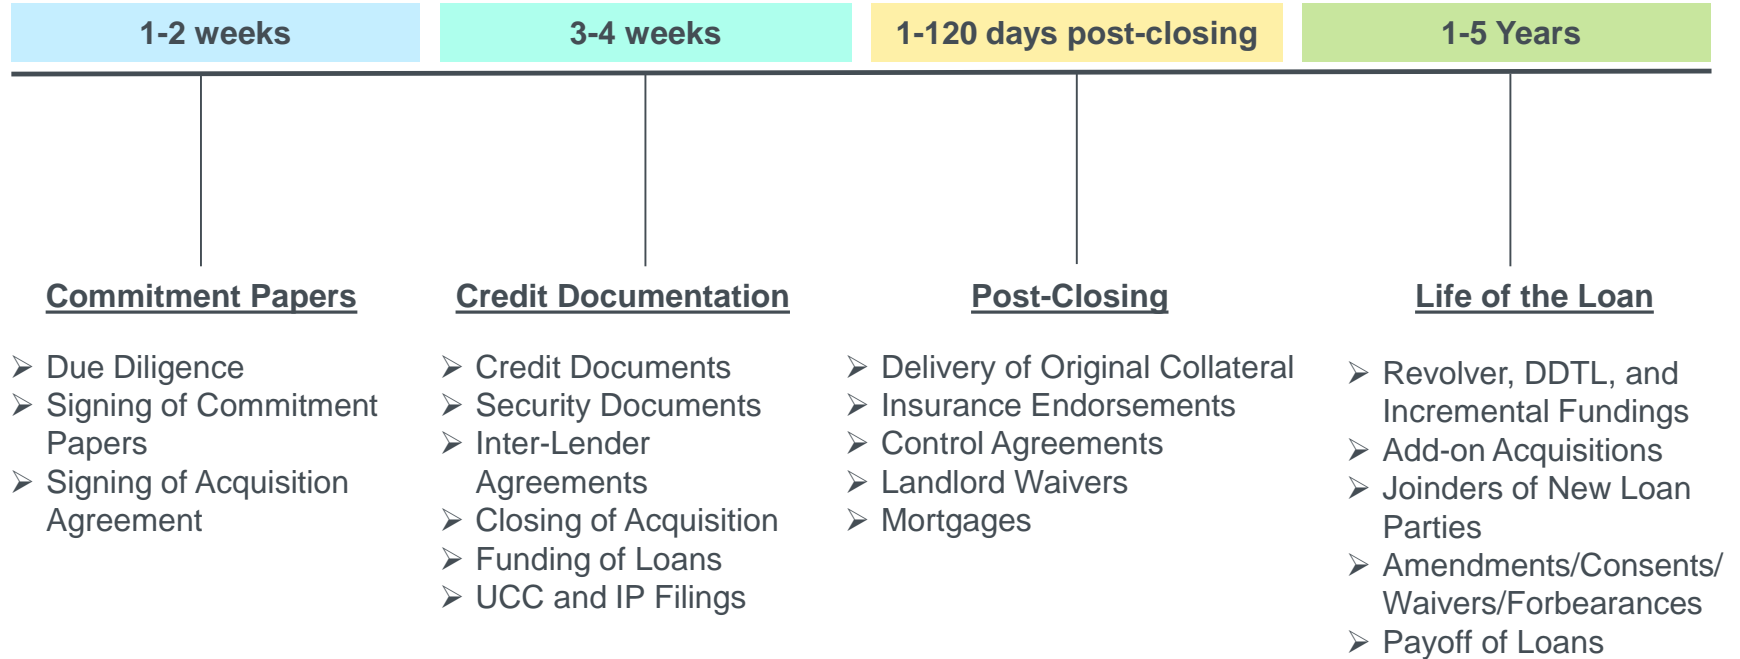 1-2 weeks
3-4 weeks
1-120 days post-closing
1-5 Years
Commitment Papers
➢ Due Diligence
➢ Signing of Commitment
Papers
➢ Signing of Acquisition
Agreement
Credit Documentation
➢ Credit Documents
➢ Security Documents
➢ Inter-Lender
Agreements
➢ Closing of Acquisition
➢ Funding of Loans
➢ UCC and IP Filings
Post-Closing
➢ Delivery of Original Collateral
➢ Insurance Endorsements
➢ Control Agreements
➢ Landlord Waivers
➢ Mortgages
Life of the Loan
➢ Revolver, DDTL, and
Incremental Fundings
➢ Add-on Acquisitions
➢ Joinders of New Loan
Parties
➢ Amendments/Consents/
Waivers/Forbearances
➢ Payoff of Loans